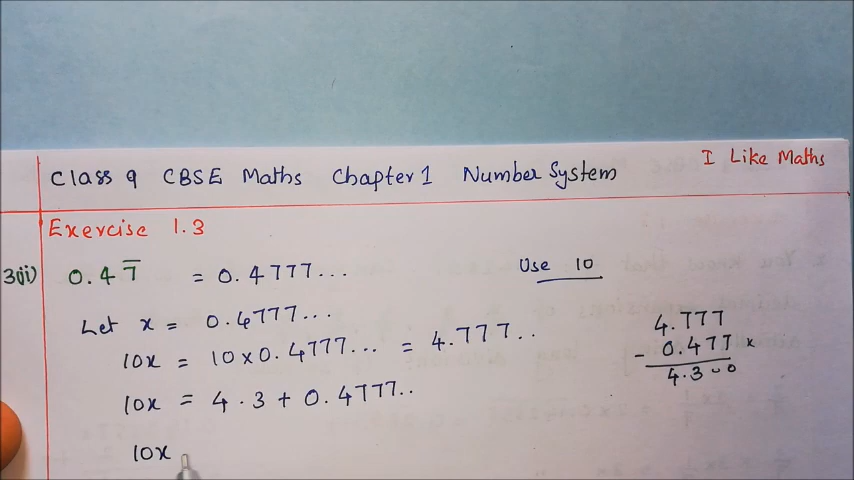 I Like Maths
Class 9 CBSE Maths Chapter 1 Number System
Exercise 1.3
3(ii) 0.47̅ = 0.4777... Use 10
Let x = 0.4777...
10x = 10 × 0.4777... = 4.777..
10x = 4.3 + 0.4777..
10x
4.777
- 0.477 x
4.300